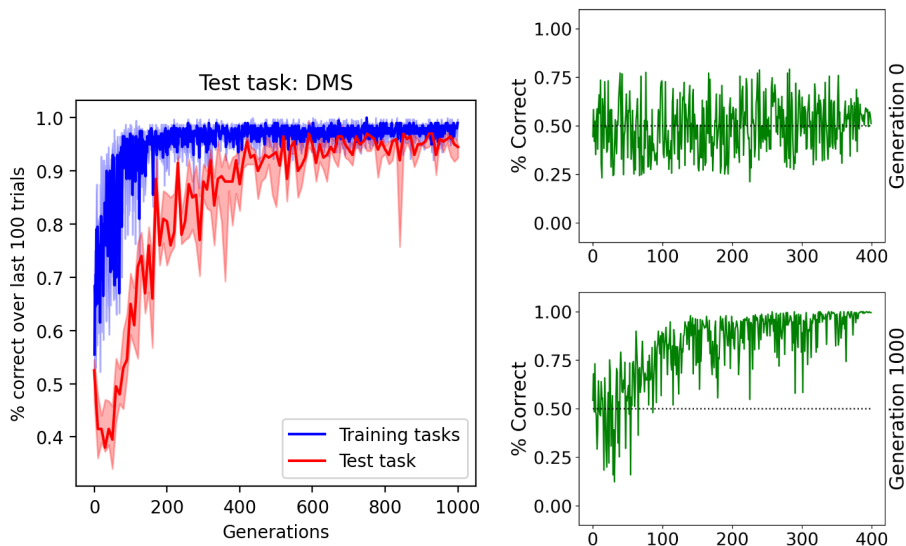 Test task: DMS
% correct over last 100 trials
1.0
0.9
0.8
0.7
0.6
0.5
0.4
0 200 400 600 800 1000
Generations
Training tasks
Test task
% Correct
1.00
0.75
0.50
0.25
0.00
0 100 200 300 400
Generation 0
% Correct
1.00
0.75
0.50
0.25
0.00
0 100 200 300 400
Generation 1000